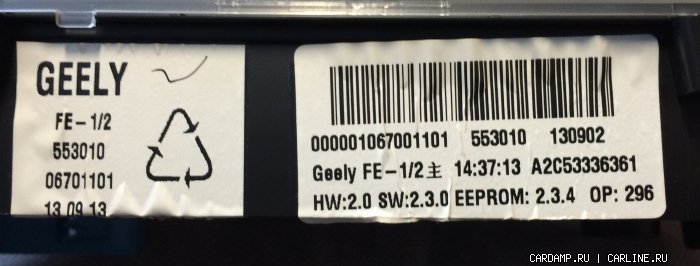 GEELY
FE-1/2
553010
06701101
13 09 13
000001067001101 553010 130902
Geely FE-1/2主 14:37:13 A2C53336361
HW:2.0 SW:2.3.0 EEPROM: 2.3.4 OP: 296
CARDAMP.RU | CARLINE.RU